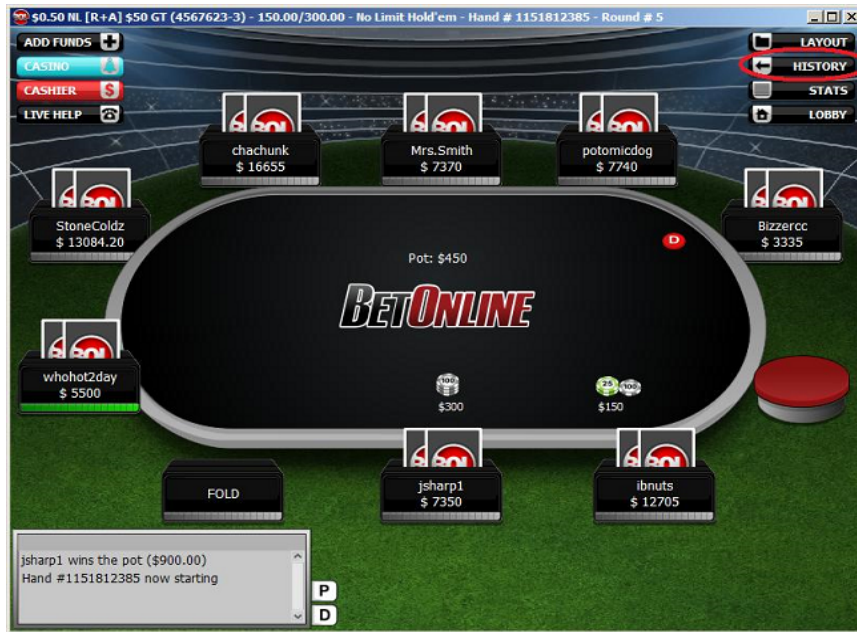 $0.50 NL [R+A] $50 GT (4567623-3) - 150.00/300.00 - No Limit Hold'em - Hand # 1151812385 - Round # 5
ADD FUNDS
LAYOUT
CASINO
HISTORY
CASHIER
$
STATS
LIVE HELP
LOBBY
chachunk
$ 16655
Mrs.Smith
$ 7370
potomicdog
$ 7740
StoneColdz
$ 13084.20
Bizzercc
$ 3335
D
Pot: $450
BETONLINE
whohot2day
$ 5500
100
$300
25
100
$150
FOLD
jsharp1
$ 7350
ibnuts
$ 12705
jsharp1 wins the pot ($900.00)
Hand #1151812385 now starting
P
D